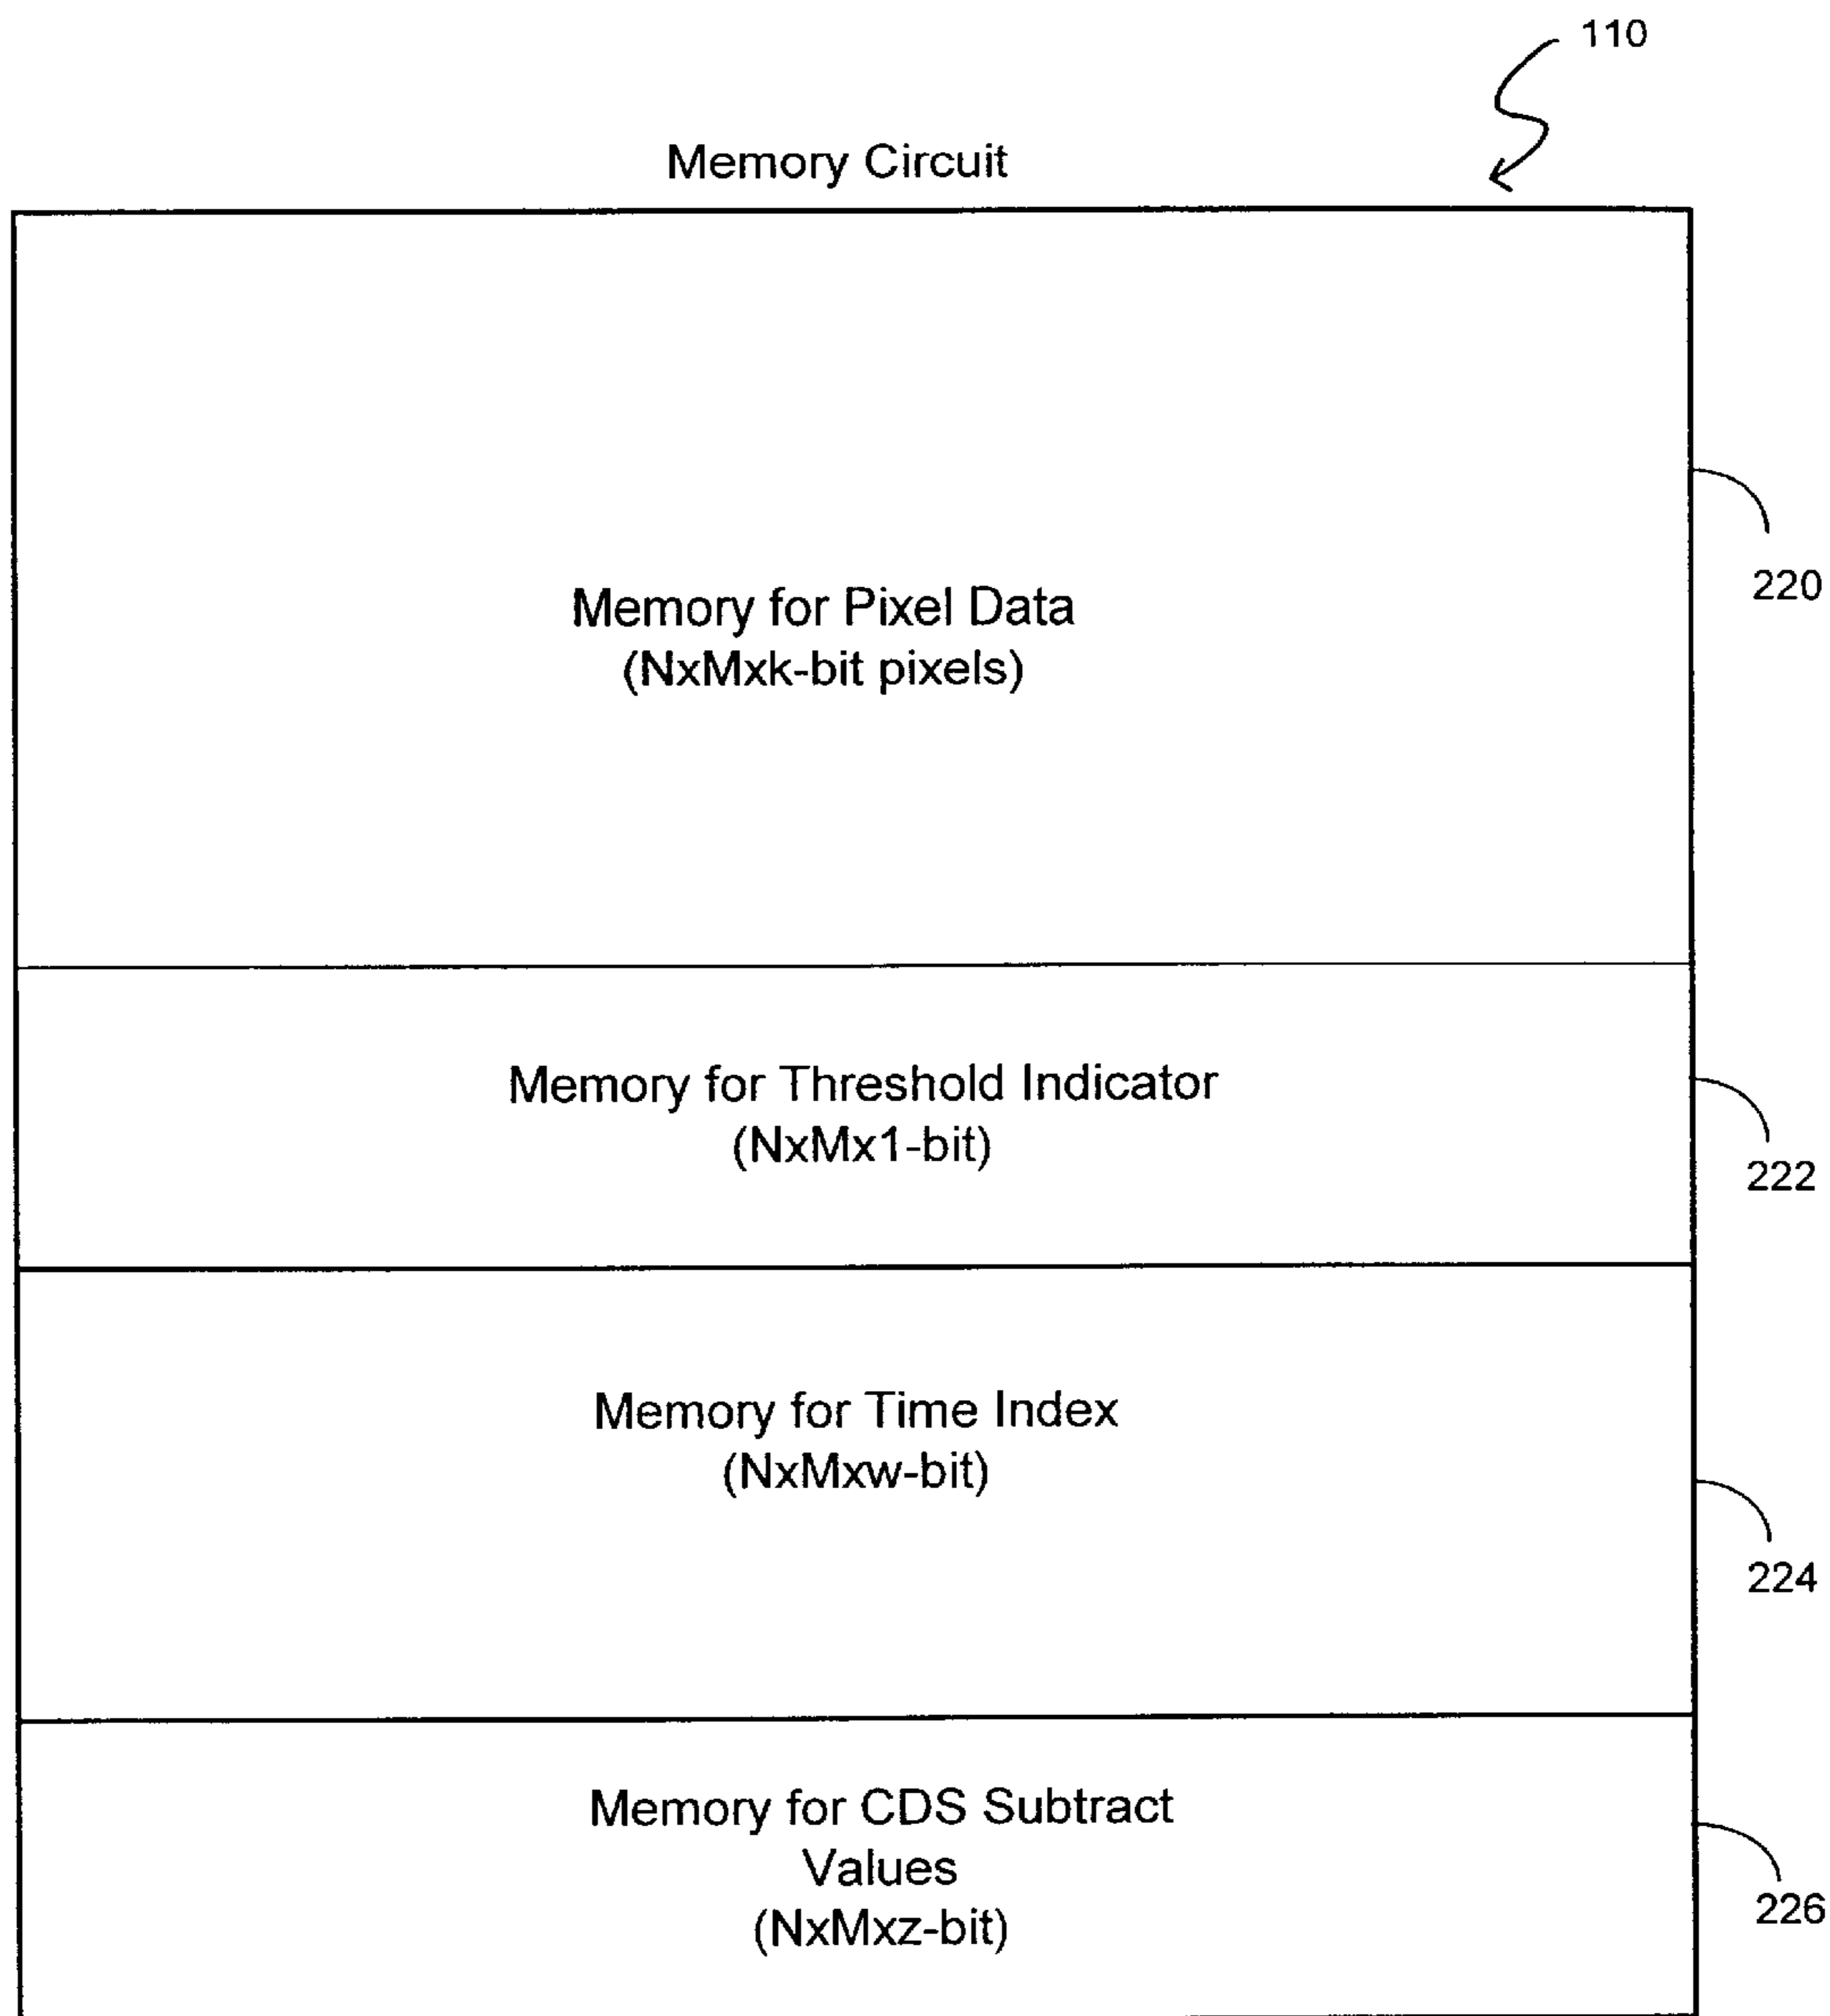 110
Memory Circuit
Memory for Pixel Data
(NxMxk-bit pixels)
220
Memory for Threshold Indicator
(NxMx1-bit)
222
Memory for Time Index
(NxMxw-bit)
224
Memory for CDS Subtract
Values
(NxMxz-bit)
226